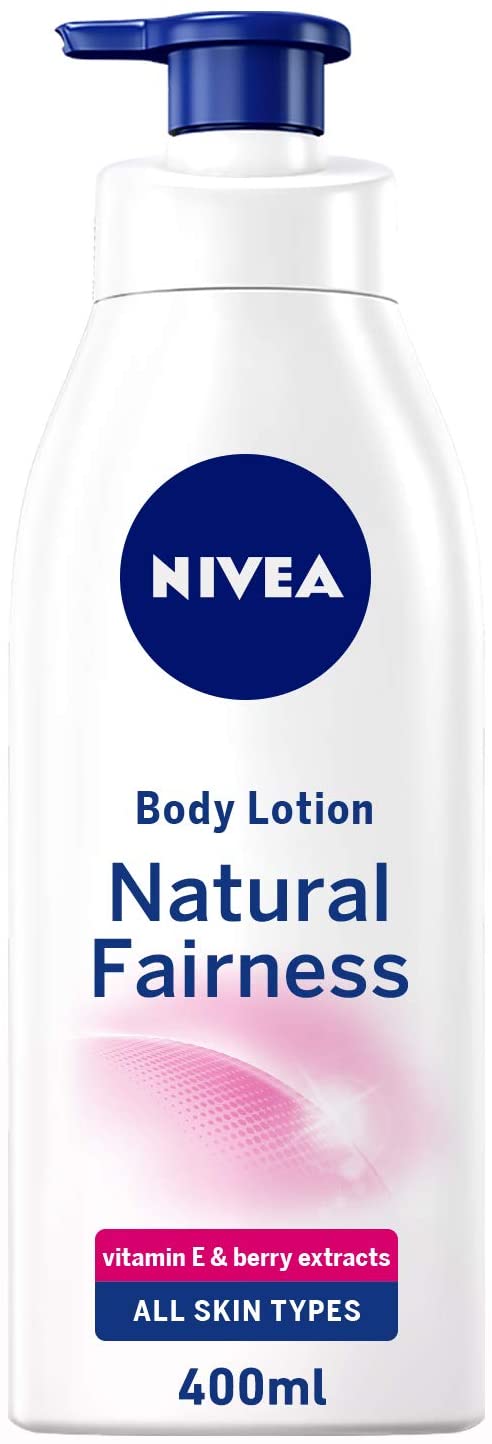 NIVEA
Body Lotion
Natural
Fairness
vitamin E & berry extracts
ALL SKIN TYPES
400ml